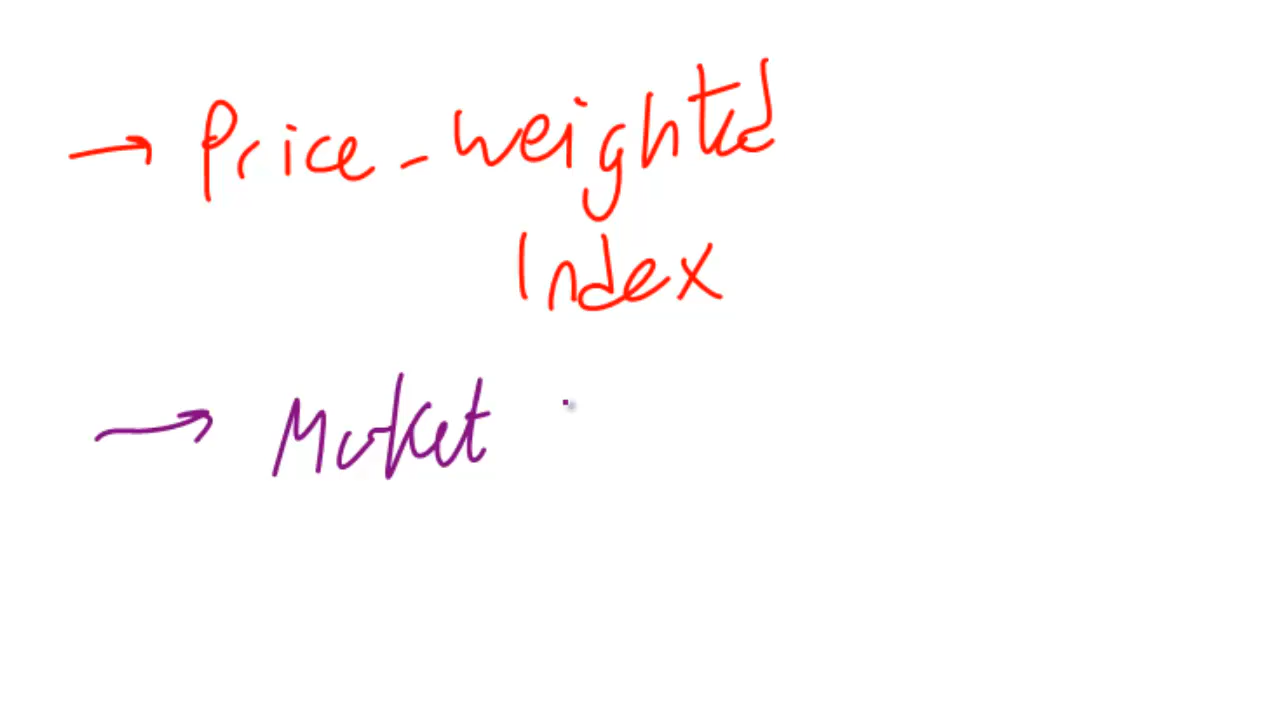 → Price-weighted
Index
→ Market